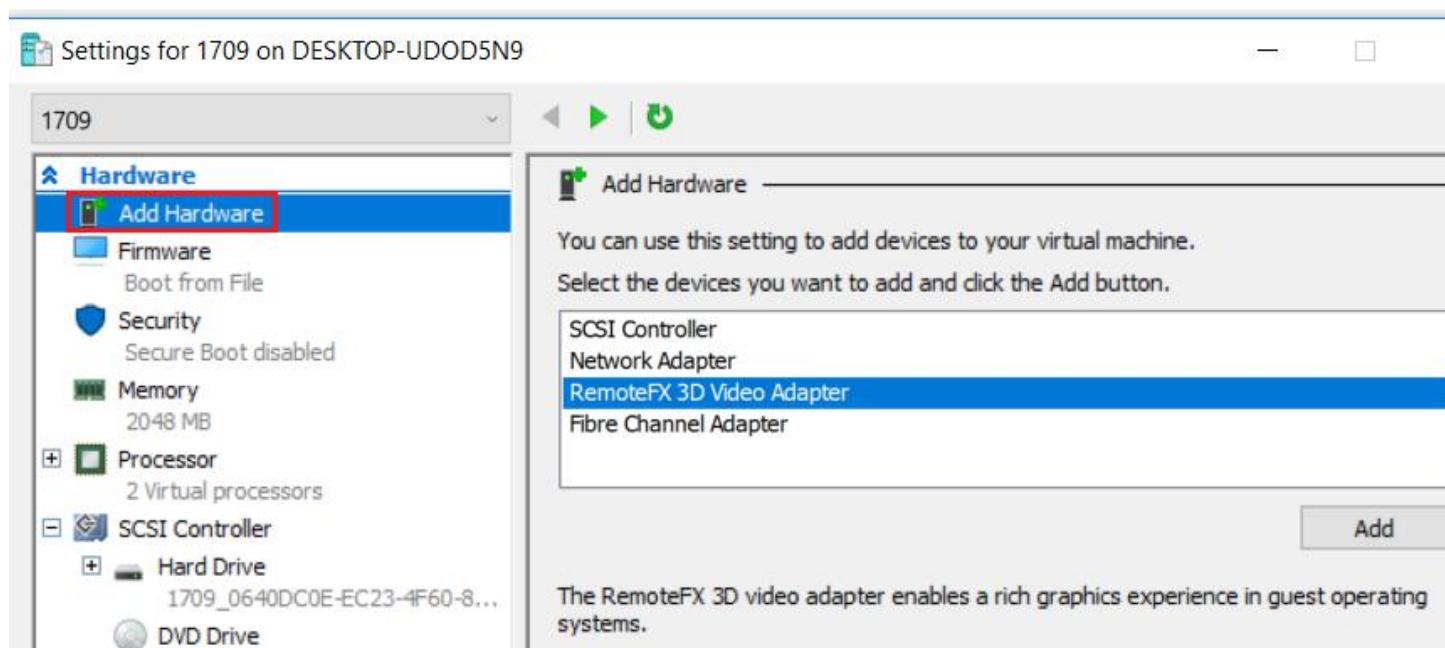 Settings for 1709 on DESKTOP-UDOD5N9
1709
Hardware
Add Hardware
Firmware
Boot from File
Security
Secure Boot disabled
Memory
2048 MB
Processor
2 Virtual processors
SCSI Controller
Hard Drive
1709_0640DC0E-EC23-4F60-8...
DVD Drive
Add Hardware
You can use this setting to add devices to your virtual machine.
Select the devices you want to add and click the Add button.
SCSI Controller
Network Adapter
RemoteFX 3D Video Adapter
Fibre Channel Adapter
Add
The RemoteFX 3D video adapter enables a rich graphics experience in guest operating
systems.